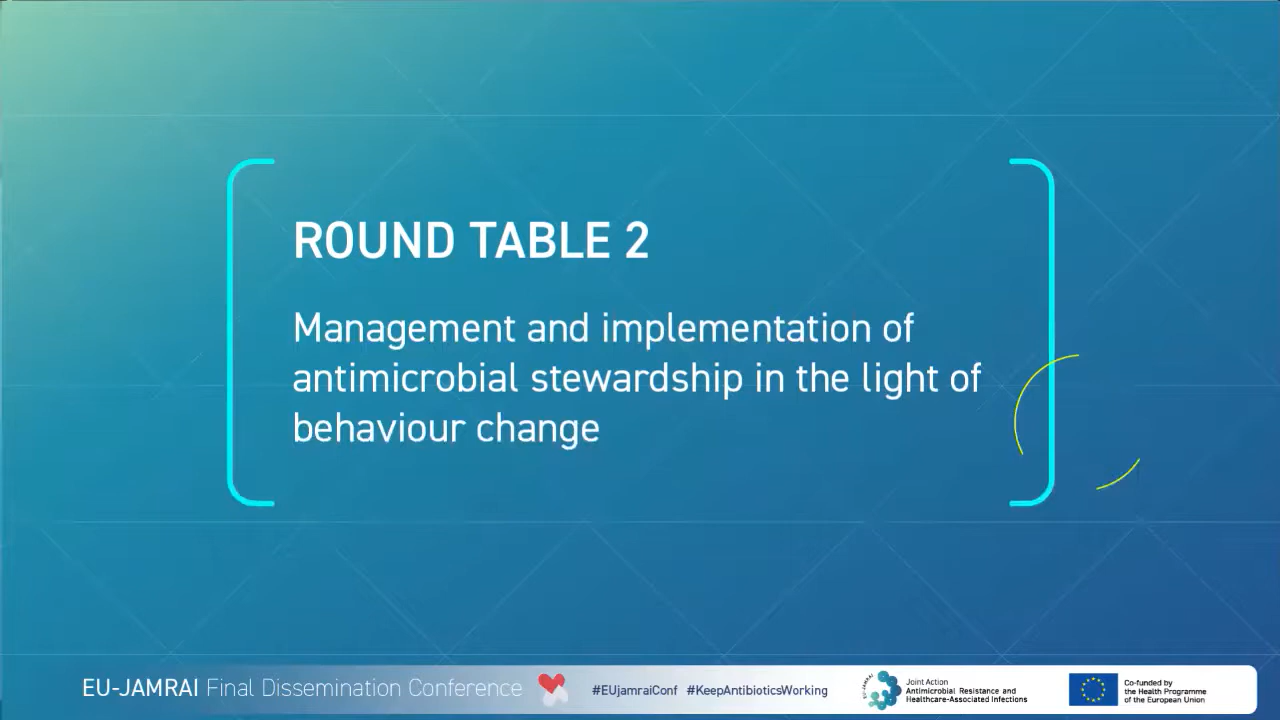 ROUND TABLE 2
Management and implementation of
antimicrobial stewardship in the light of
behaviour change
EU-JAMRAI Final Dissemination Conference
#EUjamraiConf #KeepAntibioticsWorking
EU-JAMRAI
Joint Action
Antimicrobial Resistance and
Healthcare-Associated Infections
Co-funded by
the Health Programme
of the European Union